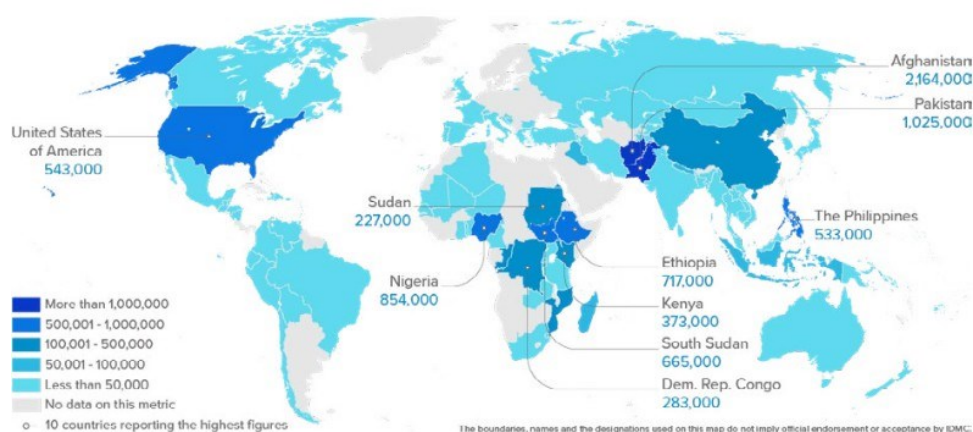 Afghanistan
2,164,000
Pakistan
1,025,000
United States
of America
543,000
Sudan
227,000
The Philippines
533,000
Nigeria
854,000
Ethiopia
717,000
Kenya
373,000
South Sudan
665,000
Dem. Rep. Congo
283,000
More than 1,000,000
500,001 - 1,000,000
100,001 - 500,000
50,001 - 100,000
Less than 50,000
No data on this metric
10 countries reporting the highest figures
The boundaries, names and the designations used on this map do not imply official endorsement or acceptance by IDMC.